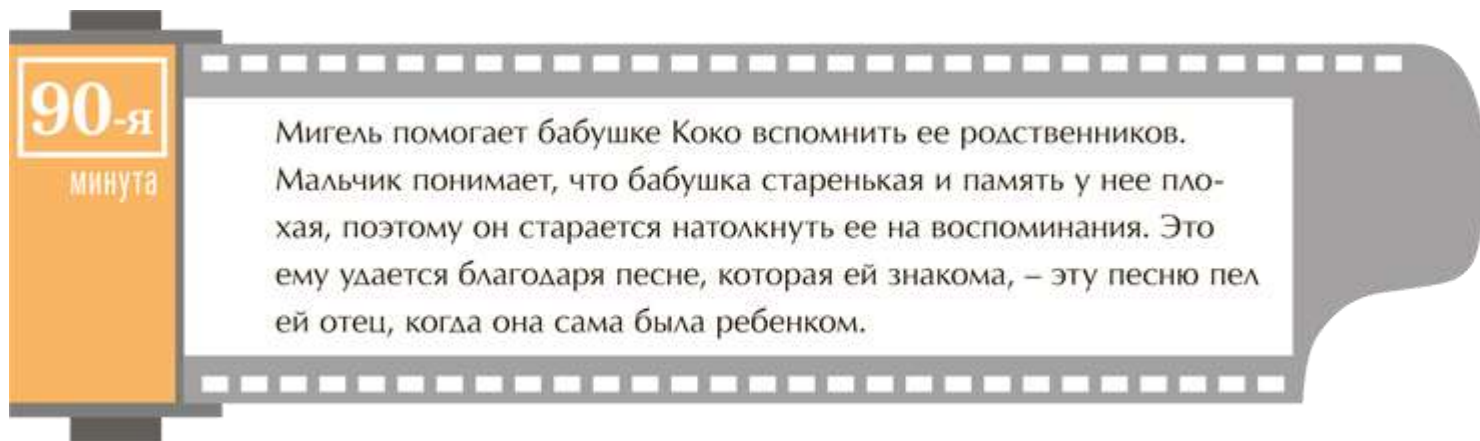 90-я
минута
Мигель помогает бабушке Коко вспомнить ее родственников.
Мальчик понимает, что бабушка старенькая и память у нее пло-
хая, поэтому он старается натолкнуть ее на воспоминания. Это
ему удается благодаря песне, которая ей знакома, – эту песню пел
ей отец, когда она сама была ребенком.